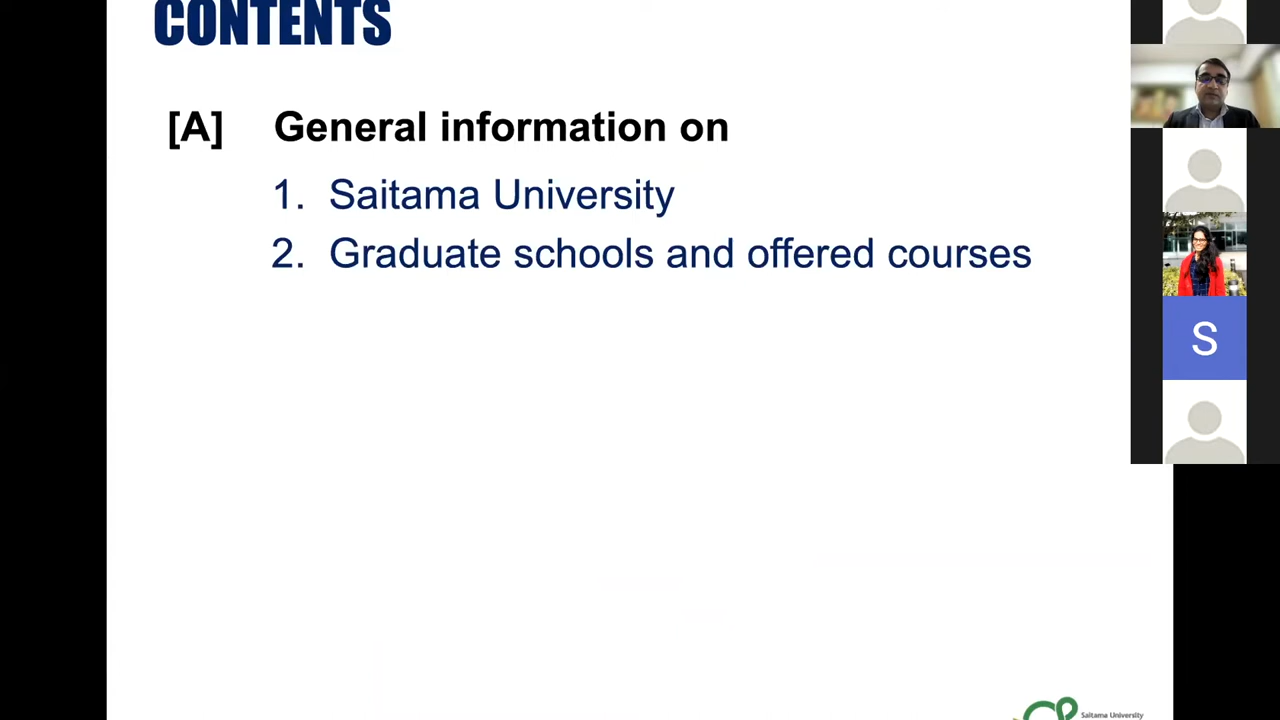 CONTENTS
[A] General information on
1. Saitama University
2. Graduate schools and offered courses
S
Saitama University